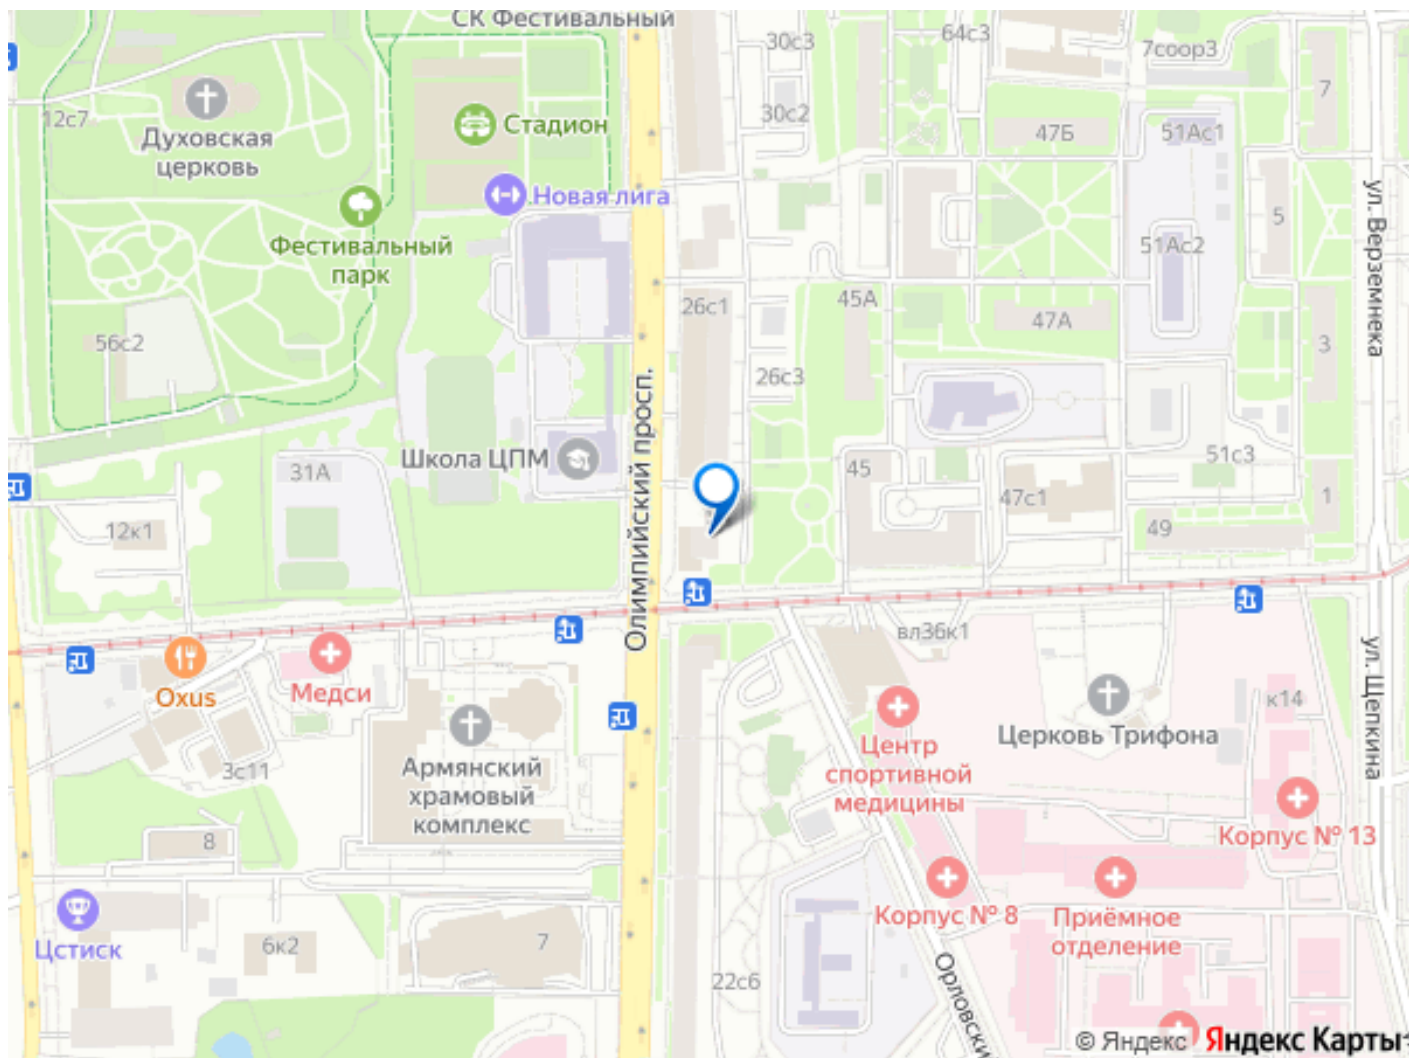 СК Фестивальный
30с3
64с3
7соор3
7
12с7
Духовская
церковь
Стадион
30с2
47Б
51Ас1
Новая лига
ул. Верземнека
5
Фестивальный
парк
51Ас2
26с1
45А
47А
56с2
3
26с3
Олимпийский просп.
Школа ЦПМ
31А
45
51с3
47с1
1
12к1
49
вл36к1
ул. Щепкина
Oxus
Медси
к14
Центр
спортивной
медицины
Церковь Трифона
3с11
Армянский
храмовый
комплекс
8
Корпус № 13
Корпус № 8
Приёмное
отделение
Цстиск
6к2
7
22с6
Орловски
© Яндекс Яндекс Карты